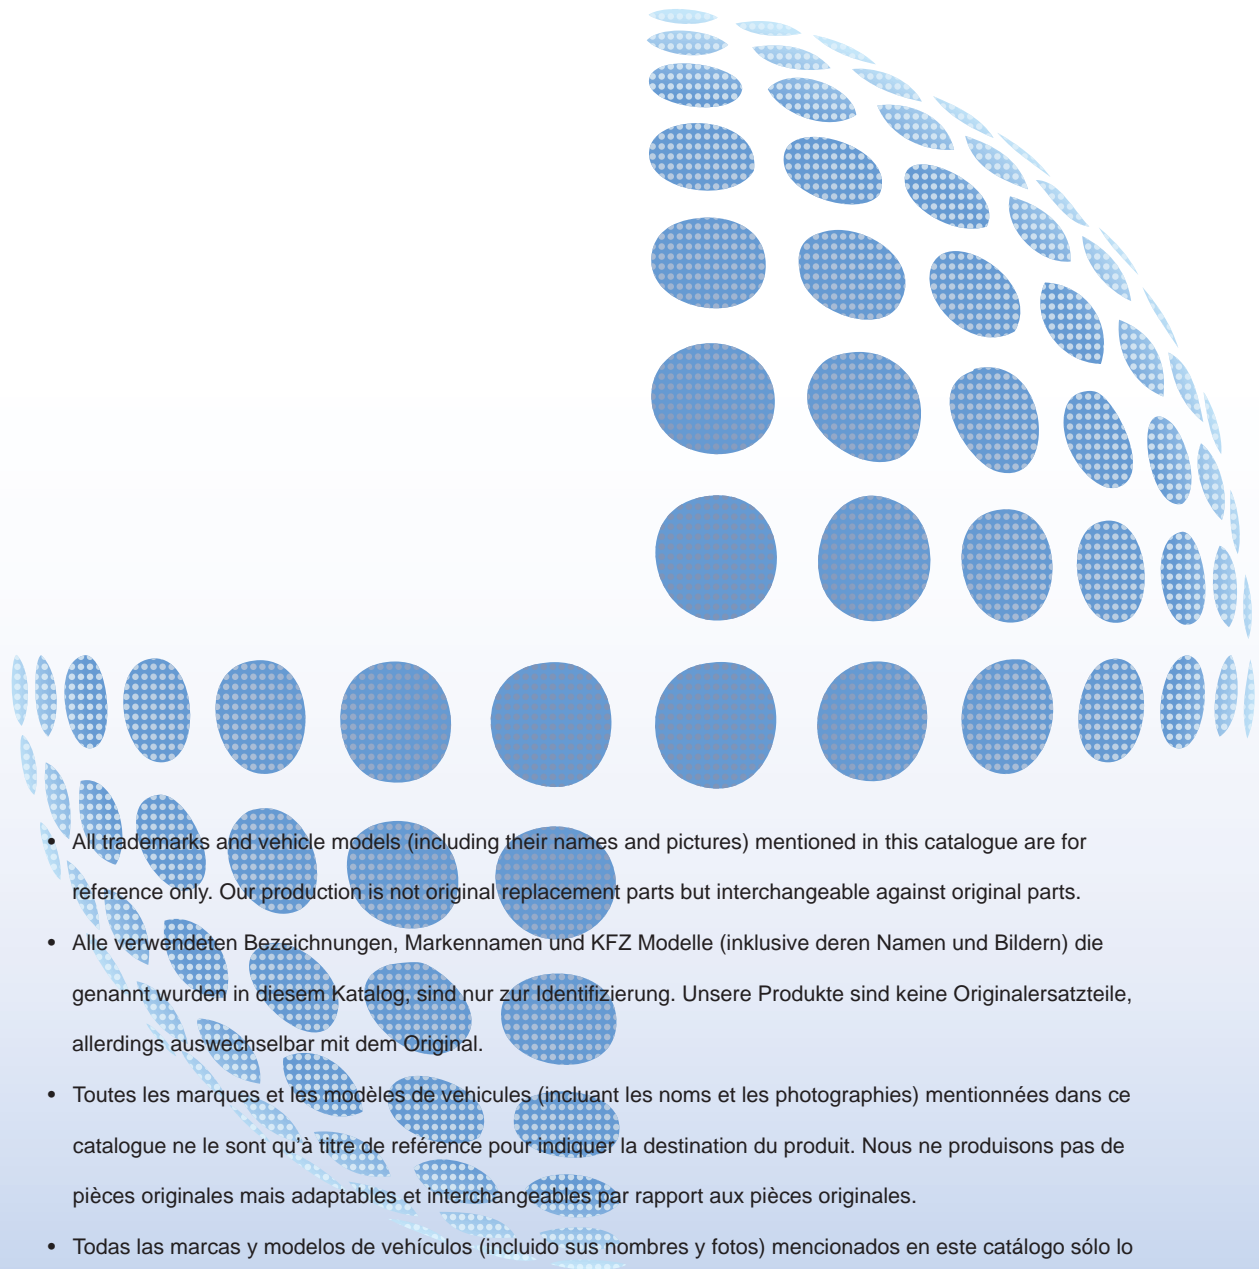 • All trademarks and vehicle models (including their names and pictures) mentioned in this catalogue are for
reference only. Our production is not original replacement parts but interchangeable against original parts.
• Alle verwendeten Bezeichnungen, Markennamen und KFZ Modelle (inklusive deren Namen und Bildern) die
genannt wurden in diesem Katalog, sind nur zur Identifizierung. Unsere Produkte sind keine Originalersatzteile,
allerdings auswechselbar mit dem Original.
• Toutes les marques et les modèles de vehicules (incluant les noms et les photographies) mentionnées dans ce
catalogue ne le sont qu'à titre de reférence pour indiquer la destination du produit. Nous ne produisons pas de
pièces originales mais adaptables et interchangeables par rapport aux pièces originales.
• Todas las marcas y modelos de vehículos (incluido sus nombres y fotos) mencionados en este catálogo sólo lo